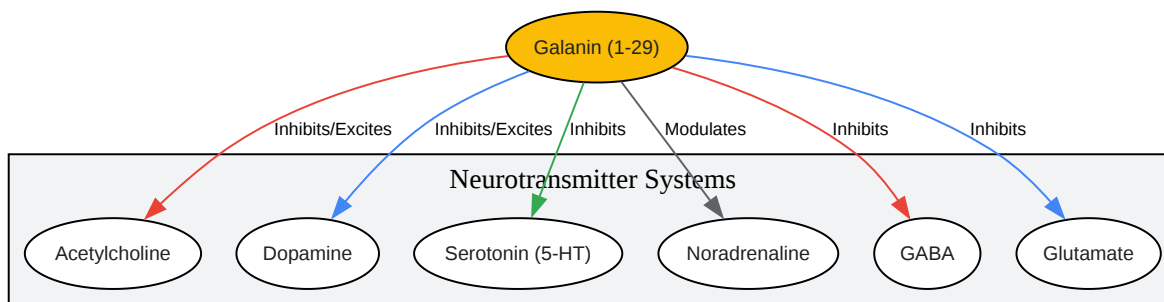 Galanin (1-29)
Inhibits/Excites
Inhibits/Excites
Inhibits
Modulates
Inhibits
Inhibits
Neurotransmitter Systems
Acetylcholine
Dopamine
Serotonin (5-HT)
Noradrenaline
GABA
Glutamate